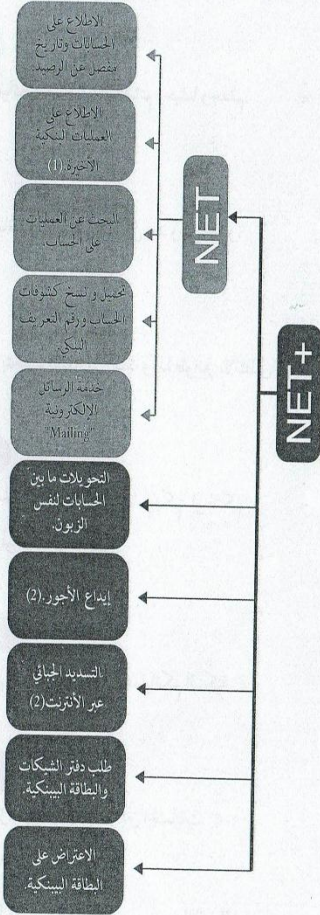 NET+
NET
الاطلاع على
الحسابات وتاريخ
مفصل عن الرصيد.
الاطلاع على
العمليات البنكية
الأخيرة.(1)
البحث عن العمليات
على الحساب.
تحميل و نسخ كشوفات
الحساب ورقم التعريف
البنكي
خدمة الرسائل
الإلكترونية
"Mailing"
التحويلات ما بين
الحسابات لنفس
الزبون.
إيداع الأجور.(2)
التسديد الجبائي
عبر الأنترنت(2)
طلب دفتر الشيكات
والبطاقة البيبنكية.
الاعتراض على
البطاقة البيبنكية.